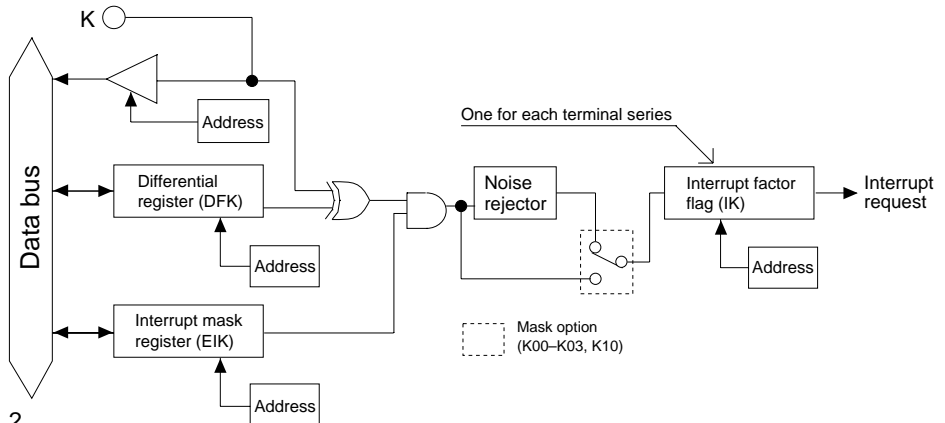 K
Address
One for each terminal series
Data bus
Differential
register (DFK)
Noise
rejector
Interrupt factor
flag (IK)
Interrupt
request
Address
Address
Interrupt mask
register (EIK)
Mask option
(K00–K03, K10)
Address
2